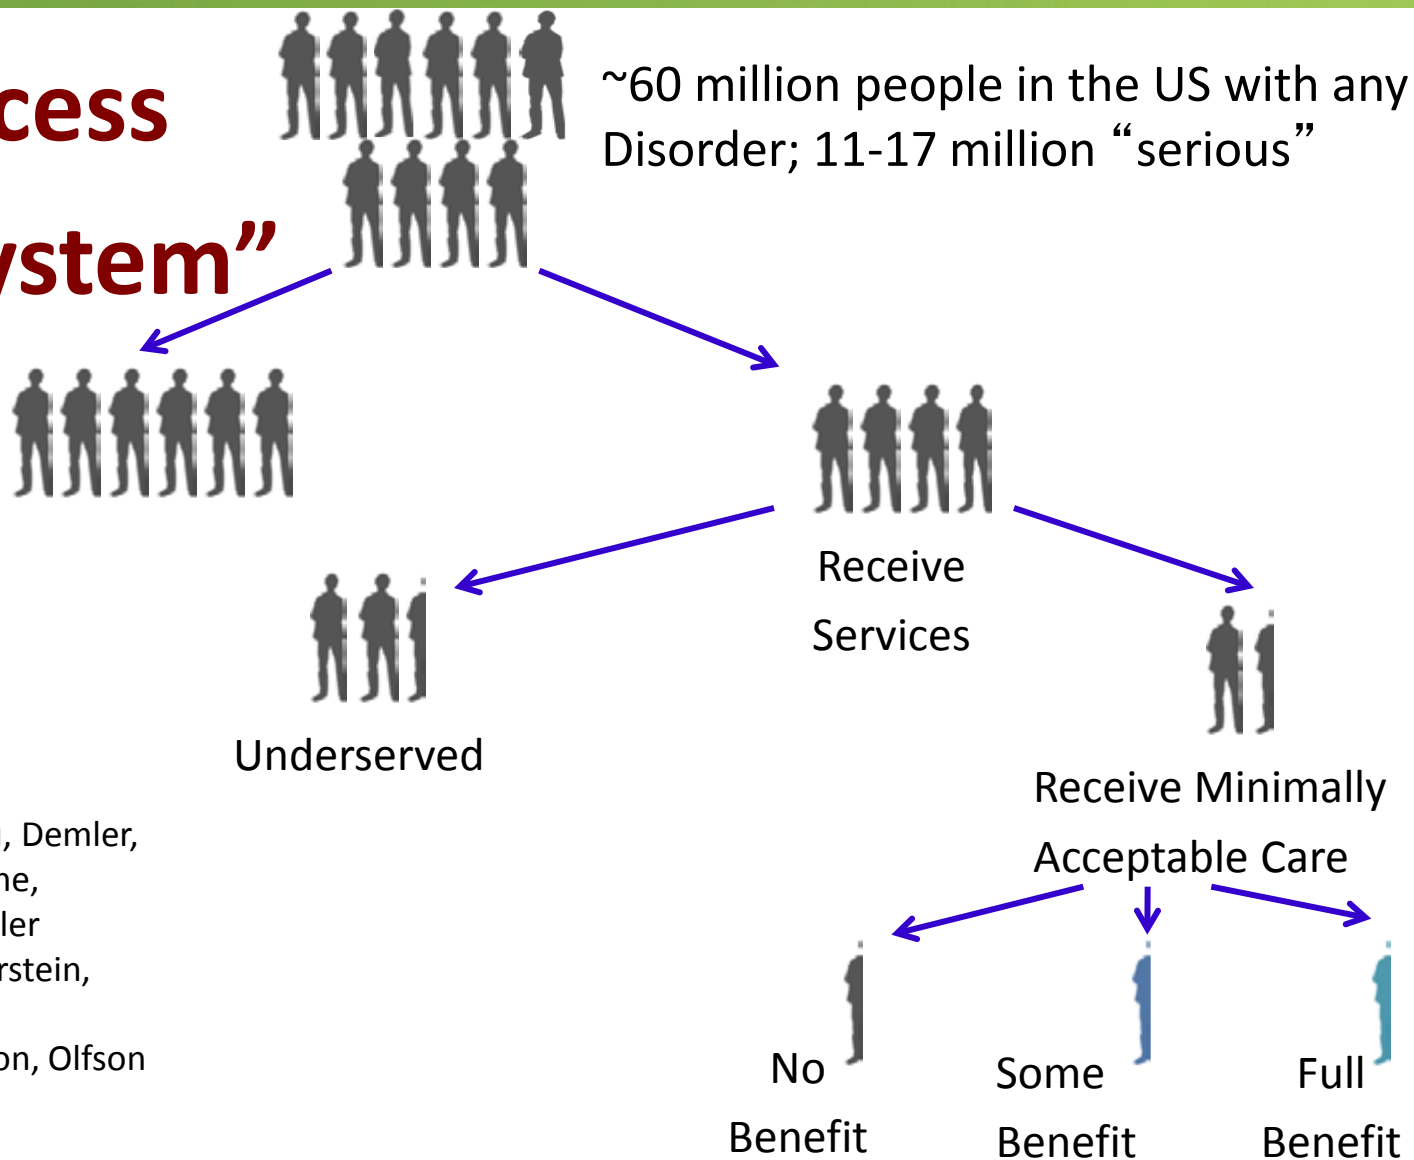 cess
ystem”
~60 million people in the US with any
Disorder; 11-17 million “serious”
Receive
Services
Underserved
Receive Minimally
Acceptable Care
, Demler,
ne,
ler
rstein,
on, Olfson
No
Benefit
Some
Benefit
Full
Benefit